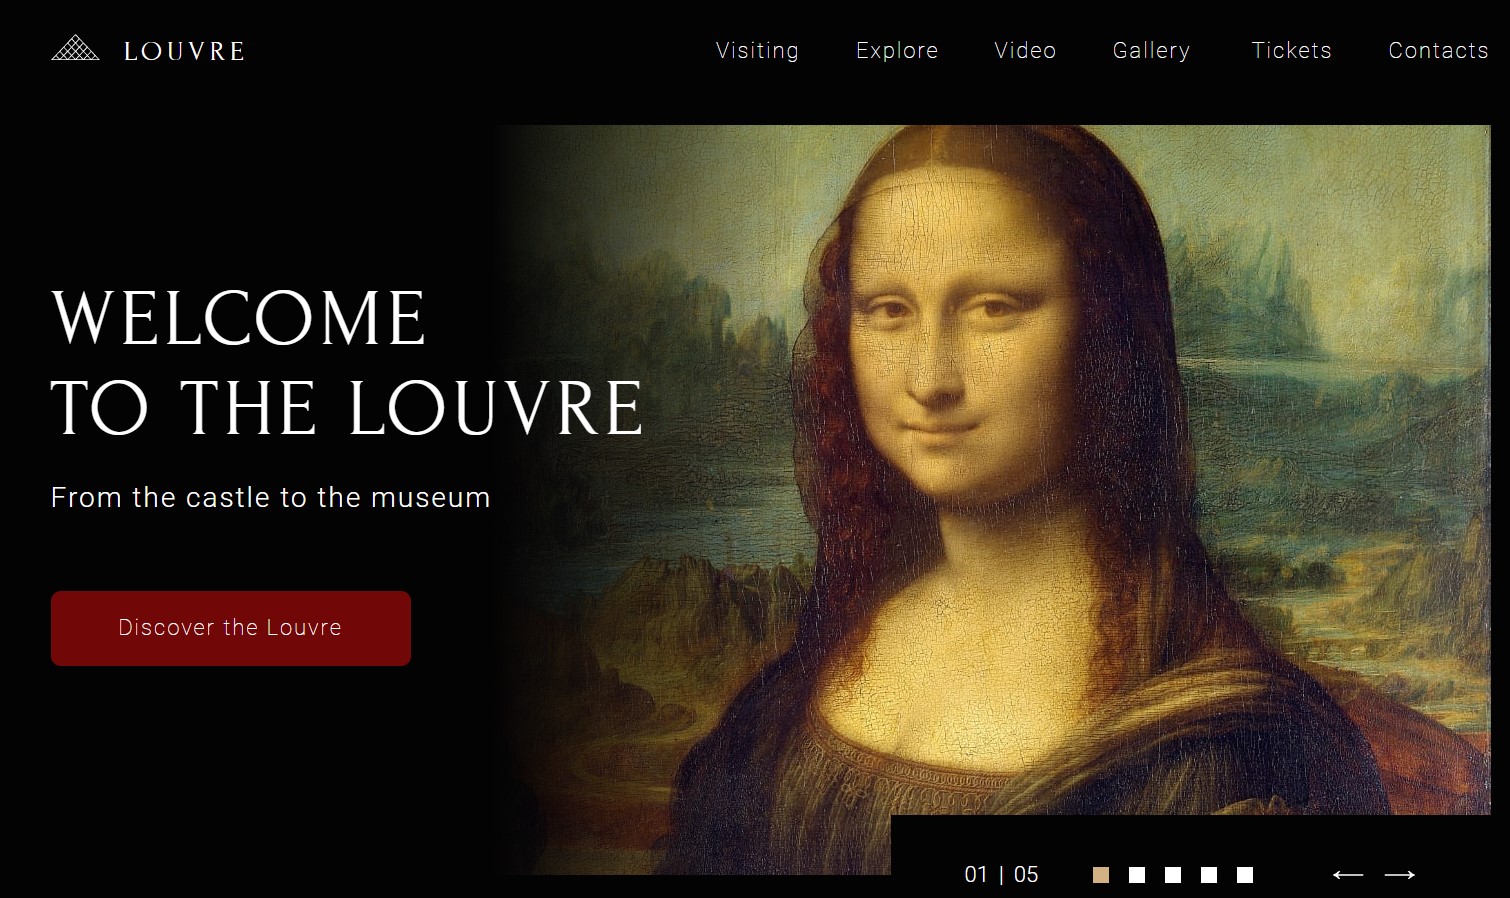 LOUVRE
Visiting Explore Video Gallery Tickets Contacts
WELCOME
TO THE LOUVRE
From the castle to the museum
Discover the Louvre
01 | 05